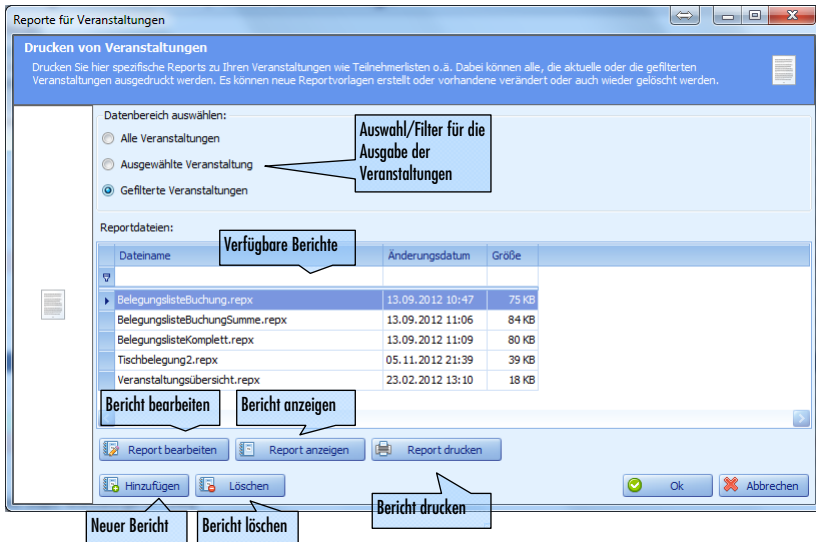 Reporte für Veranstaltungen
Drucken von Veranstaltungen
Drucken Sie hier spezifische Reports zu Ihren Veranstaltungen wie Teilnehmerlisten o.ä. Dabei können alle, die aktuelle oder die gefilterten
Veranstaltungen ausgedruckt werden. Es können neue Reportvorlagen erstellt oder vorhandene verändert oder auch wieder gelöscht werden.
Datenbereich auswählen:
Alle Veranstaltungen
Ausgewählte Veranstaltung
Gefilterte Veranstaltungen
Auswahl/Filter für die
Ausgabe der
Veranstaltungen
Reportdateien:
Verfügbare Berichte
Dateiname Änderungsdatum Größe
BelegungslisteBuchung.repx 13.09.2012 10:47 75 KB
BelegungslisteBuchungSumme.repx 13.09.2012 11:06 84 KB
BelegungslisteKomplett.repx 13.09.2012 11:09 80 KB
Tischbelegung2.repx 05.11.2012 21:39 39 KB
Veranstaltungsübersicht.repx 23.02.2012 13:10 18 KB
Bericht bearbeiten Bericht anzeigen
Report bearbeiten Report anzeigen Report drucken
Hinzufügen Löschen Ok Abbrechen
Bericht drucken
Neuer Bericht Bericht löschen